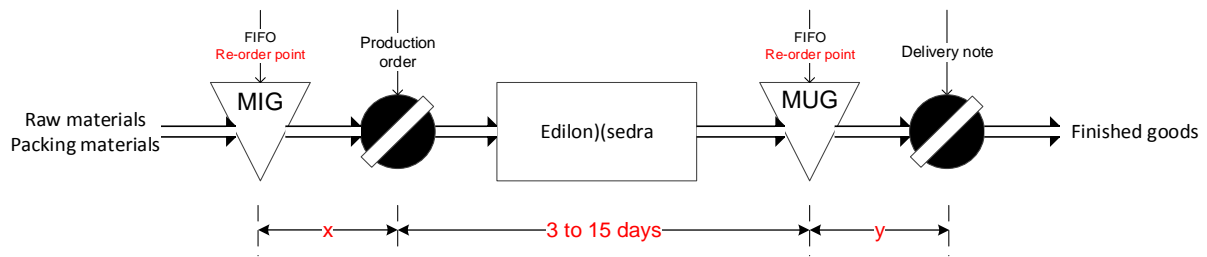 FIFO
Re-order point
MIG
Production
order
FIFO
Re-order point
MUG
Delivery note
Raw materials
Packing materials
Edilon)(sedra
Finished goods
x
3 to 15 days
y